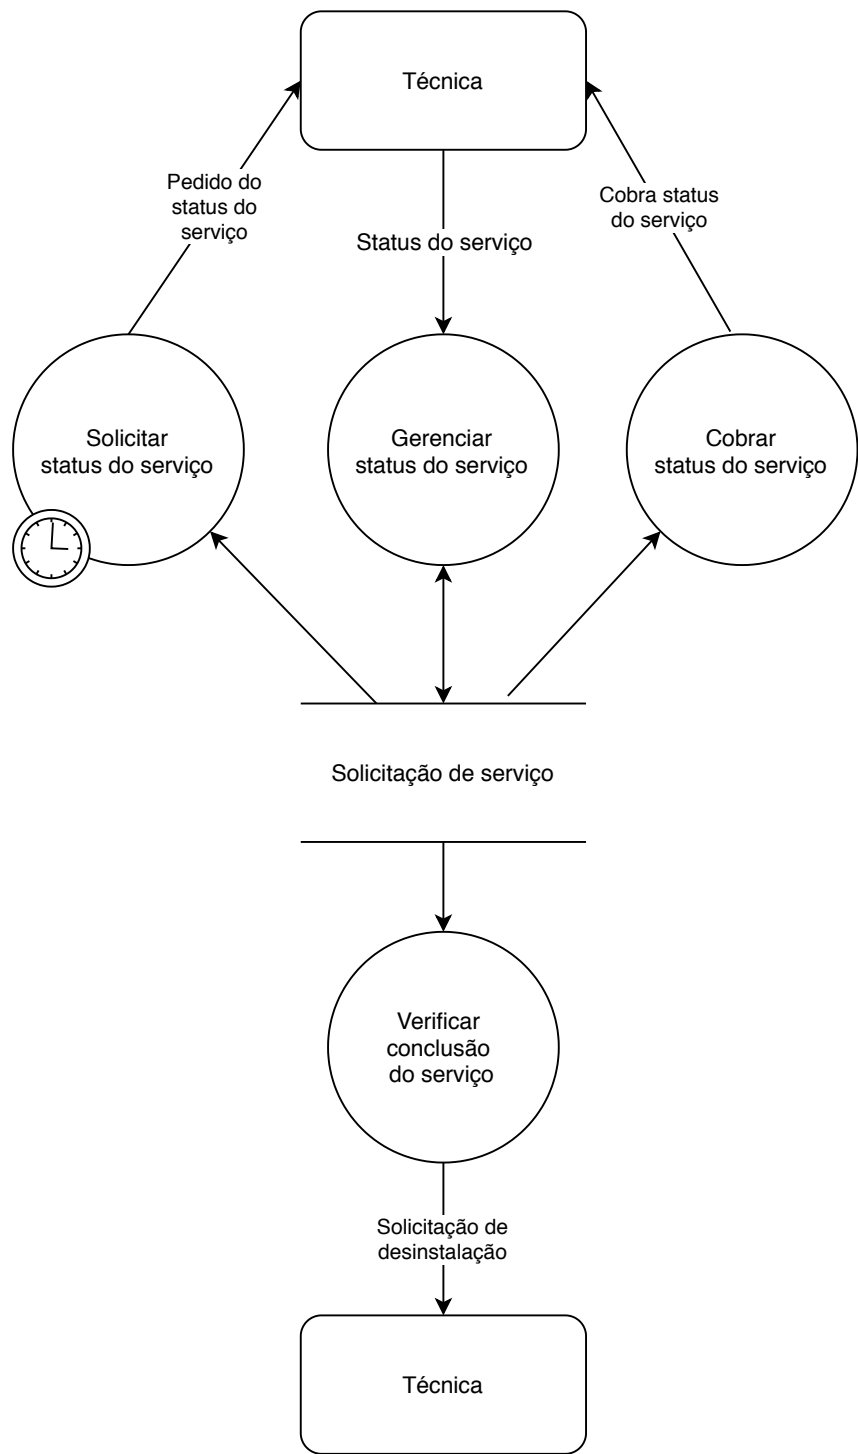 Técnica
Pedido do
status do
serviço
Status do serviço
Cobra status
do serviço
Solicitar
status do serviço
Gerenciar
status do serviço
Cobrar
status do serviço
Solicitação de serviço
Verificar
conclusão
do serviço
Solicitação de
desinstalação
Técnica